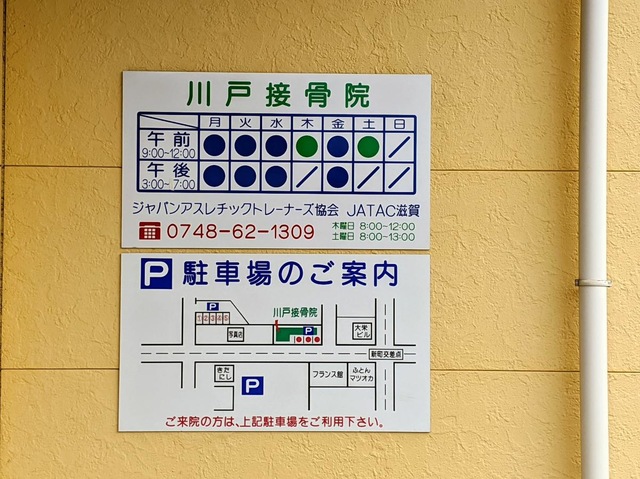 川戸接骨院
月 火 水 木 金 土 日
午前
9:00~12:00
午後
3:00~7:00
ジャパンアスレチックトレーナーズ協会 JATAC滋賀
0748-62-1309
木曜日 8:00~12:00
土曜日 8:00~13:00
P 駐車場のご案内
P
1 2 3 4 5
川戸接骨院
P
写真店
大栄
ビル
新町交差点
きた
にし
P
フランス館
ふとん
マツオカ
ご来院の方は、上記駐車場をご利用下さい。